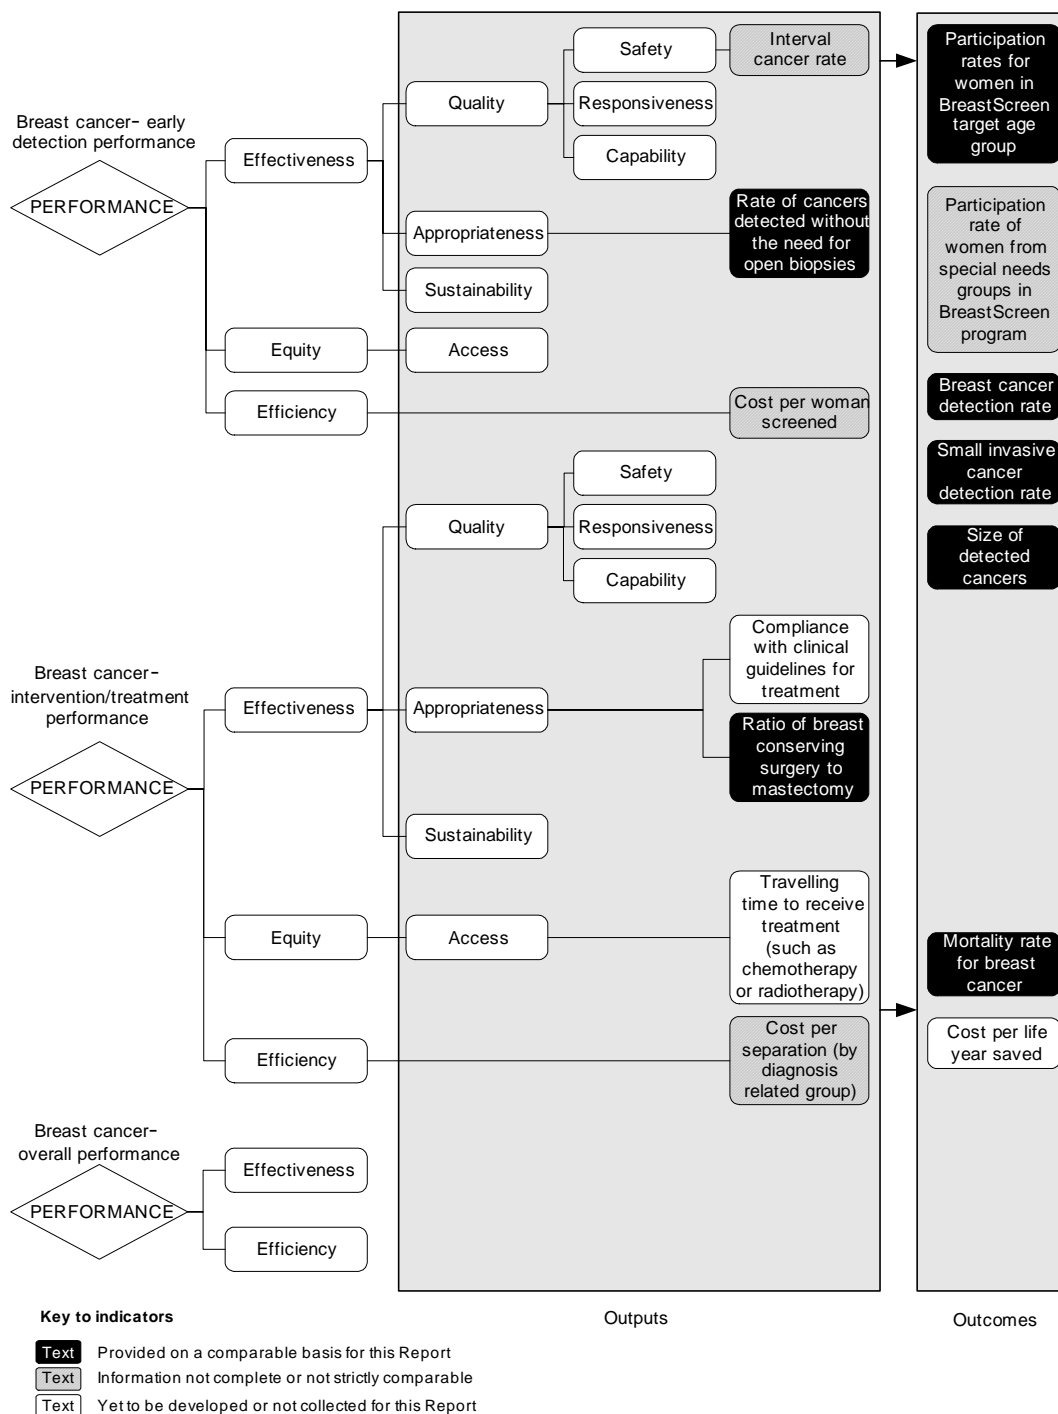 Breast cancer– early
detection performance
PERFORMANCE
Effectiveness
Equity
Efficiency
Quality
Appropriateness
Sustainability
Access
Safety
Responsiveness
Capability
Interval
cancer rate
Rate of cancers
detected without
the need for
open biopsies
Cost per woman
screened
Participation
rates for
women in
BreastScreen
target age
group
Participation
rate of
women from
special needs
groups in
BreastScreen
program
Breast cancer
detection rate
Small invasive
cancer
detection rate
Size of
detected
cancers
Breast cancer–
intervention/treatment
performance
PERFORMANCE
Effectiveness
Equity
Efficiency
Quality
Appropriateness
Sustainability
Access
Safety
Responsiveness
Capability
Compliance
with clinical
guidelines for
treatment
Ratio of breast
conserving
surgery to
mastectomy
Travelling
time to receive
treatment
(such as
chemotherapy
or radiotherapy)
Cost per
separation (by
diagnosis
related group)
Mortality rate
for breast
cancer
Cost per life
year saved
Breast cancer–
overall performance
PERFORMANCE
Effectiveness
Efficiency
Outputs
Outcomes
Key to indicators
Text Provided on a comparable basis for this Report
Text Information not complete or not strictly comparable
Text Yet to be developed or not collected for this Report